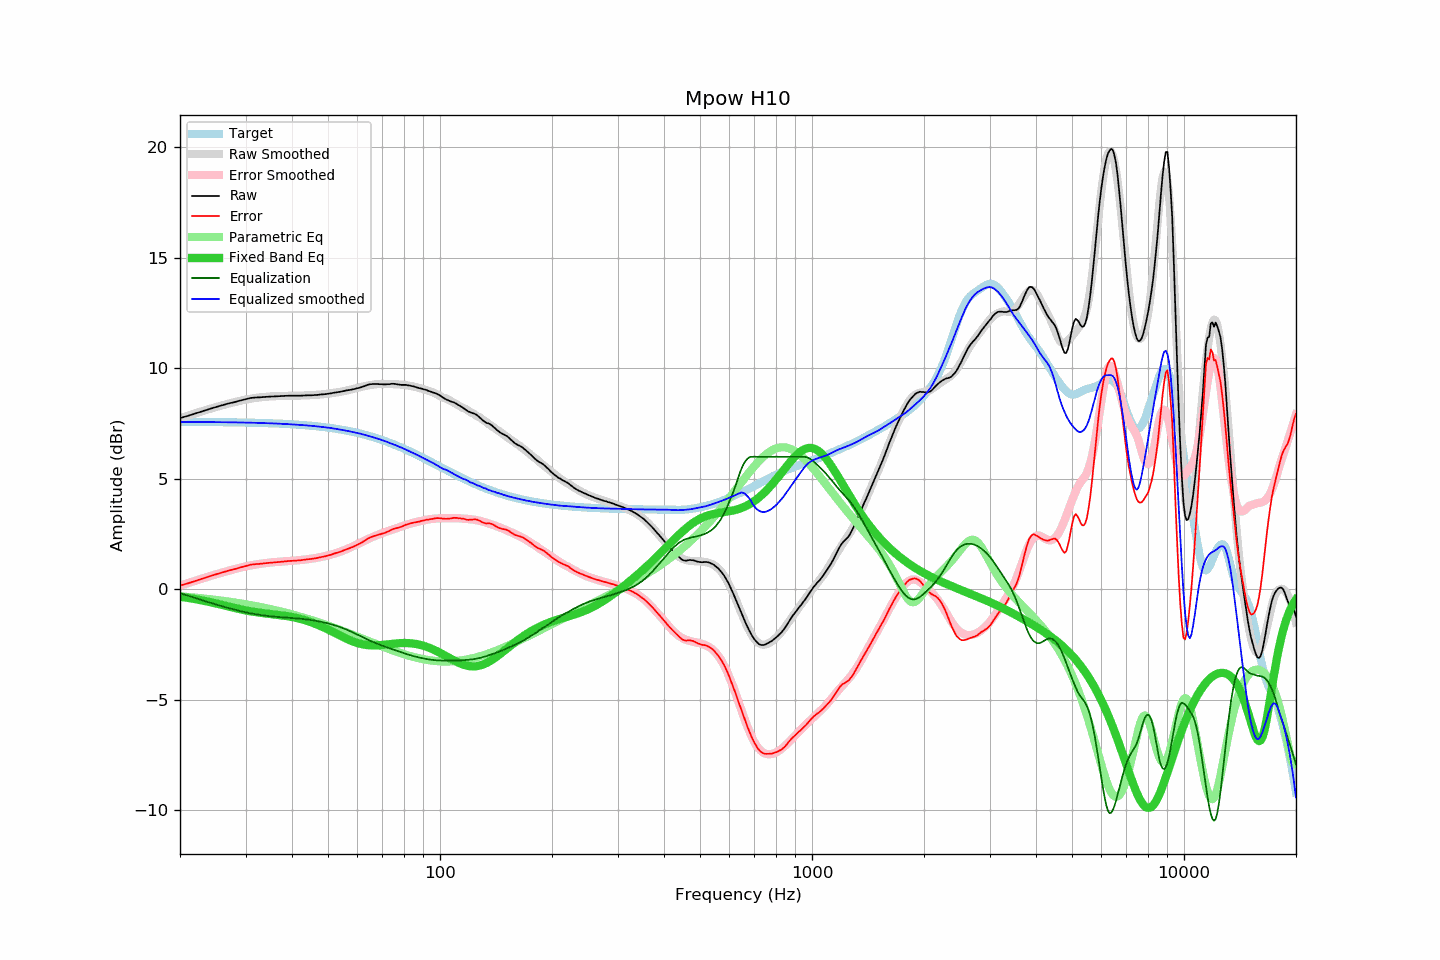 Mpow H10
Target
Raw Smoothed
Error Smoothed
Raw
Error
Parametric Eq
Fixed Band Eq
Equalization
Equalized smoothed
20
15
10
5
0
−5
−10
Amplitude (dBr)
100
1000
10000
Frequency (Hz)